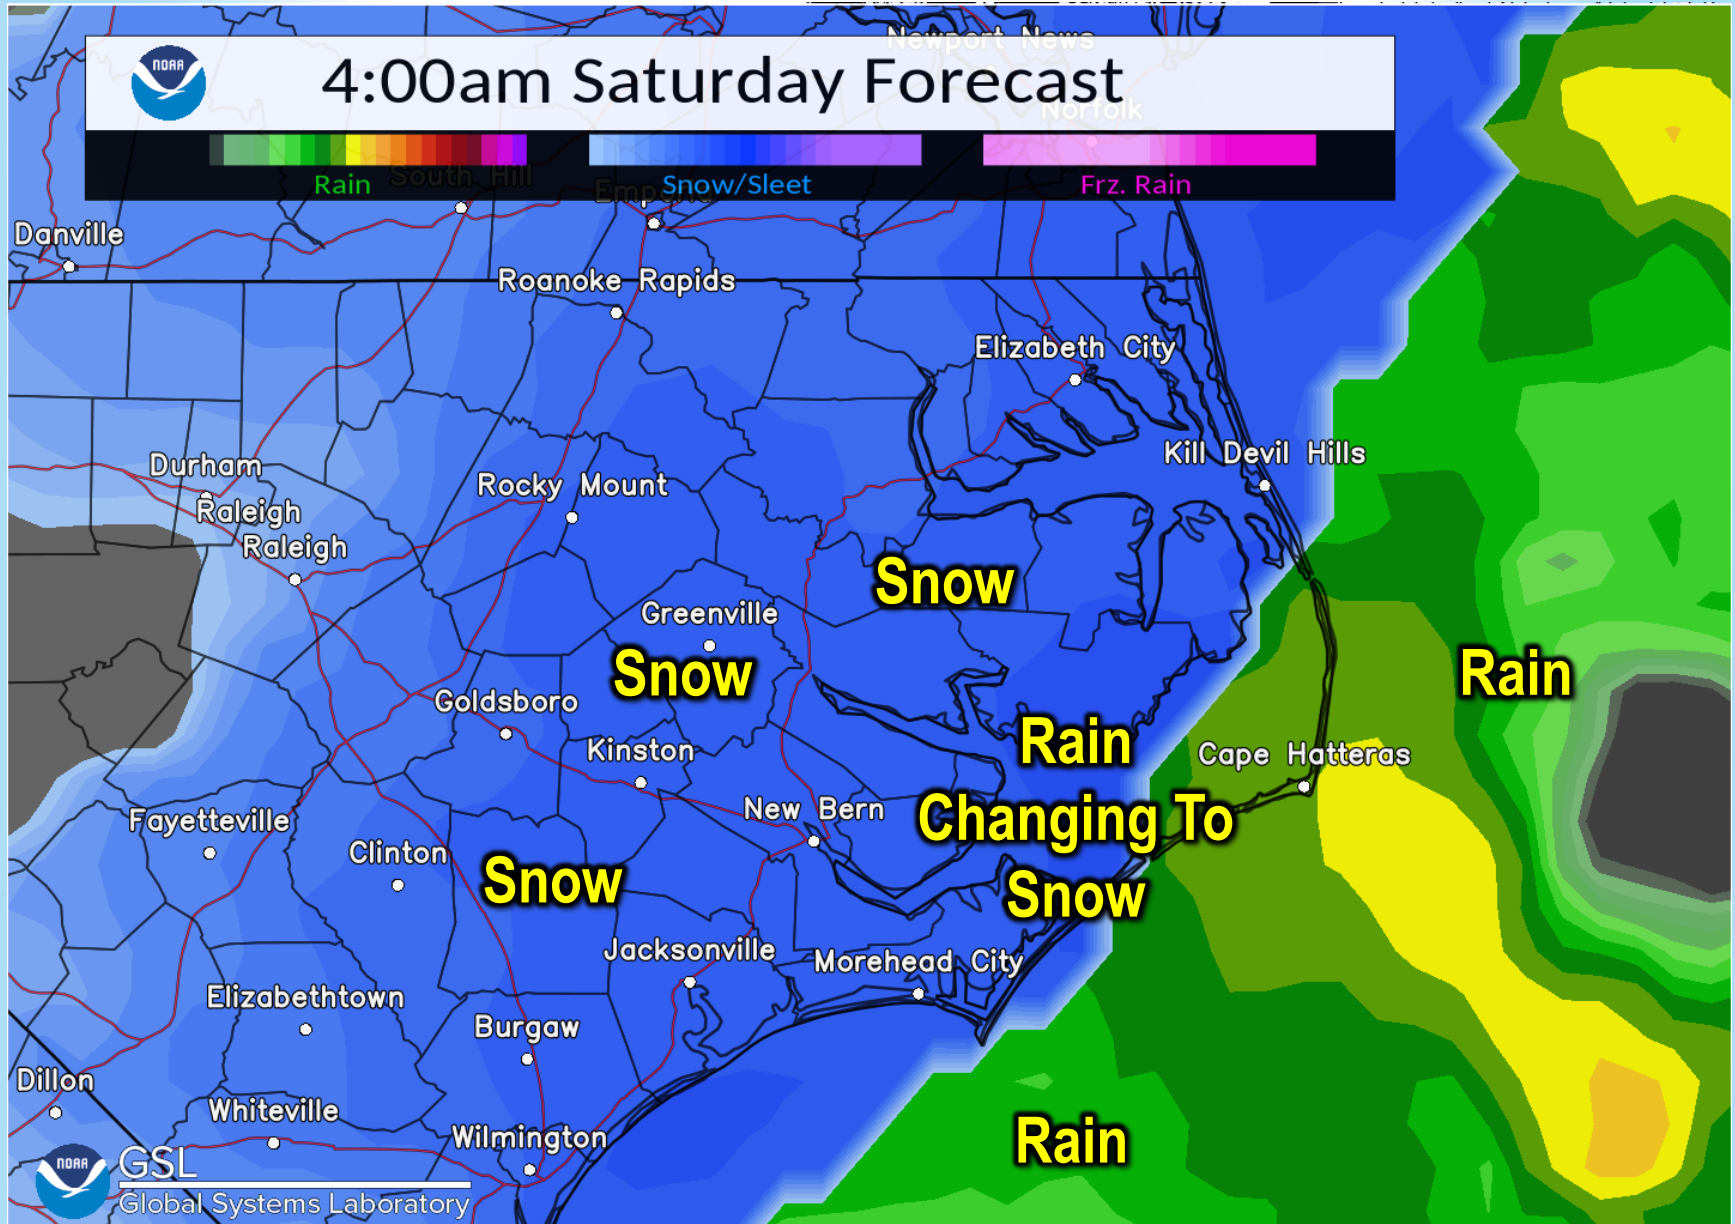 Newport News
NOAA
4:00am Saturday Forecast
Norfolk
Rain
South Hill
Emporia
Snow/Sleet
Frz. Rain
Danville
Roanoke Rapids
Elizabeth City
Kill Devil Hills
Durham
Rocky Mount
Raleigh
Raleigh
Snow
Greenville
Snow
Rain
Goldsboro
Rain
Kinston
Cape Hatteras
New Bern
Changing To
Fayetteville
Clinton
Snow
Snow
Jacksonville
Morehead City
Elizabethtown
Burgaw
Dillon
Whiteville
Wilmington
Rain
NOAA
GSL
Global Systems Laboratory